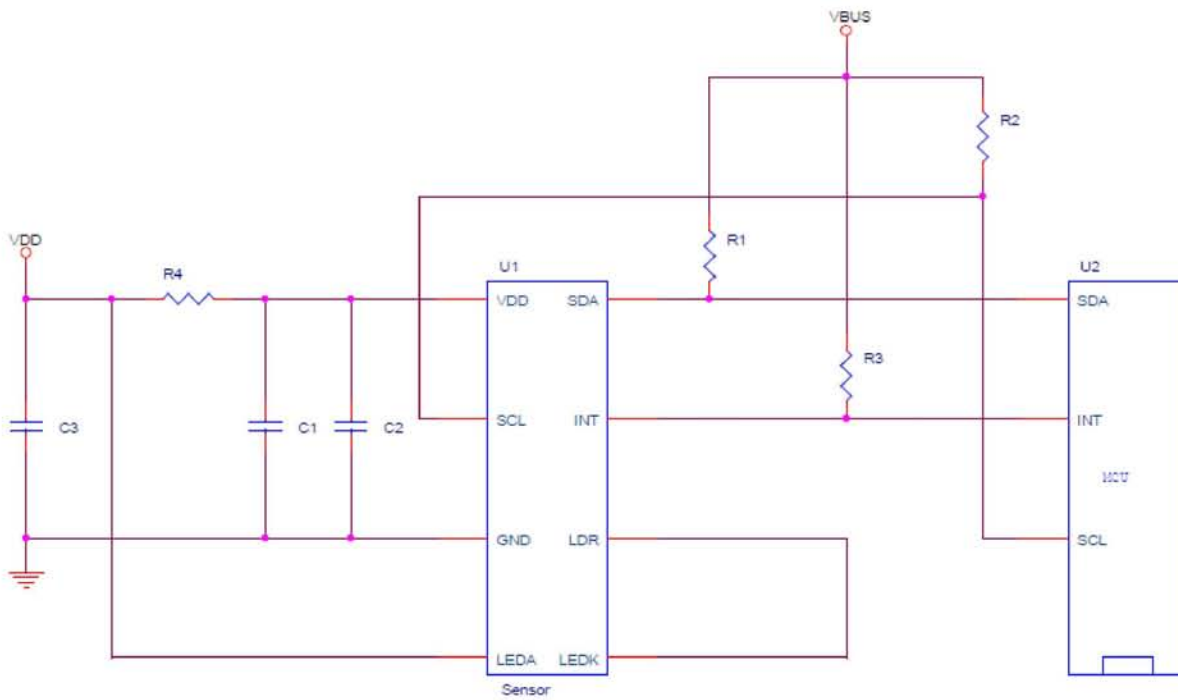 VBUS
R2
VDD
R4
U1
R1
U2
VDD
SDA
SDA
R3
C3
C1
C2
SCL
INT
INT
MCU
GND
LDR
SCL
LEDA
LEDK
Sensor